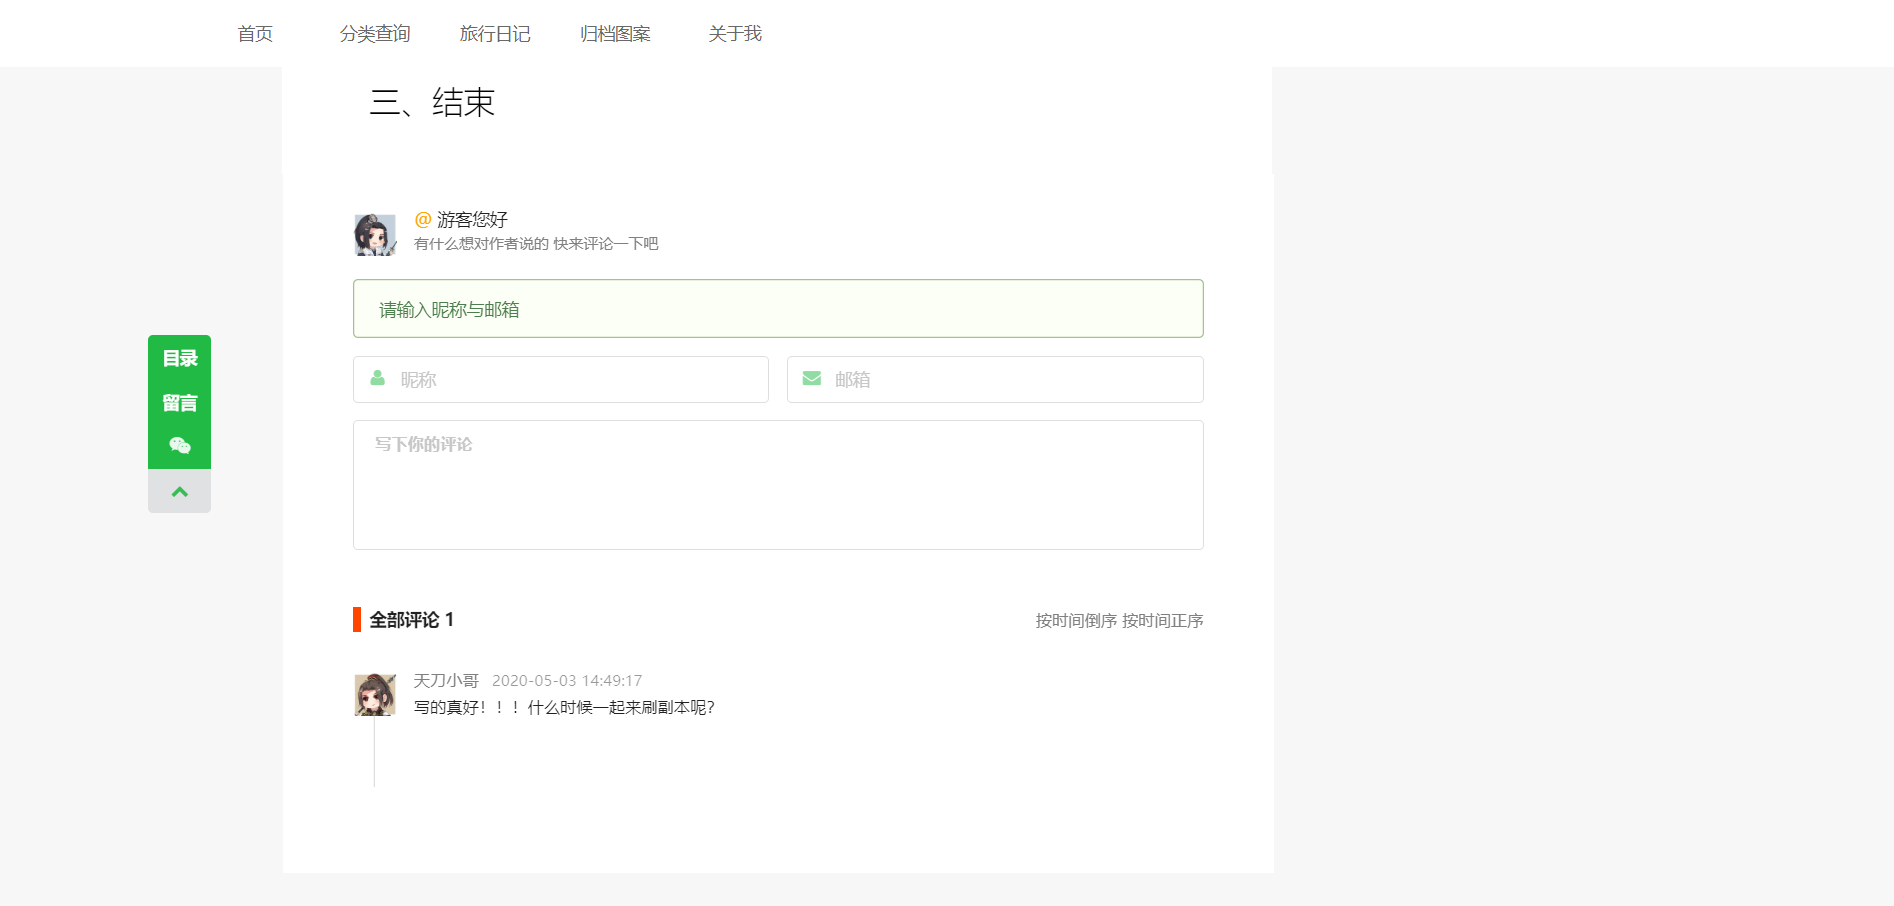 首页 分类查询 旅行日记 归档图案 关于我
三、结束
@ 游客您好
有什么想对作者说的 快来评论一下吧
请输入昵称与邮箱
目录
昵称 邮箱
留言
写下你的评论
全部评论 1 按时间倒序 按时间正序
天刀小哥 2020-05-03 14:49:17
写的真好！！！什么时候一起来刷副本呢？